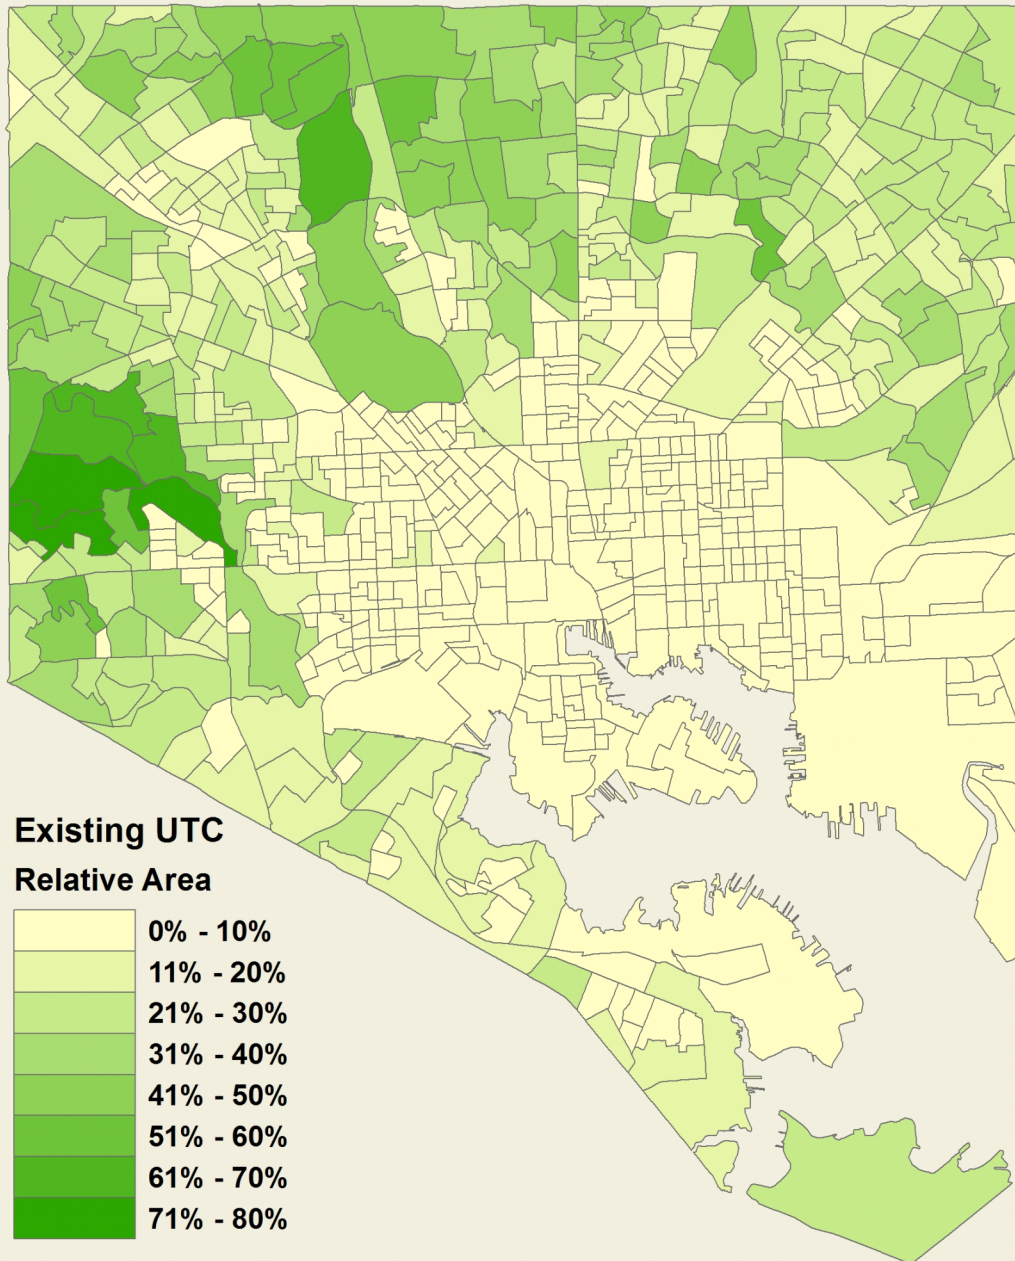 Existing UTC
Relative Area
0% - 10%
11% - 20%
21% - 30%
31% - 40%
41% - 50%
51% - 60%
61% - 70%
71% - 80%